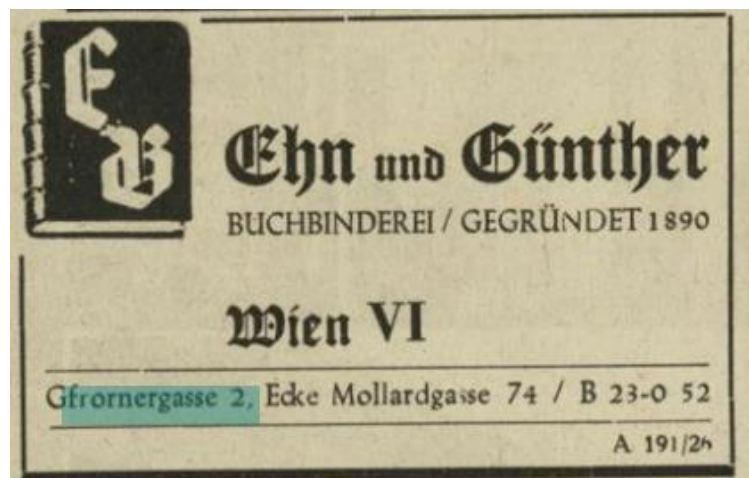 EG
Ehn und Günther
BUCHBINDEREI / GEGRÜNDET 1890
Wien VI
Gfrornergasse 2, Ecke Mollardgasse 74 / B 23-0 52
A 191/26